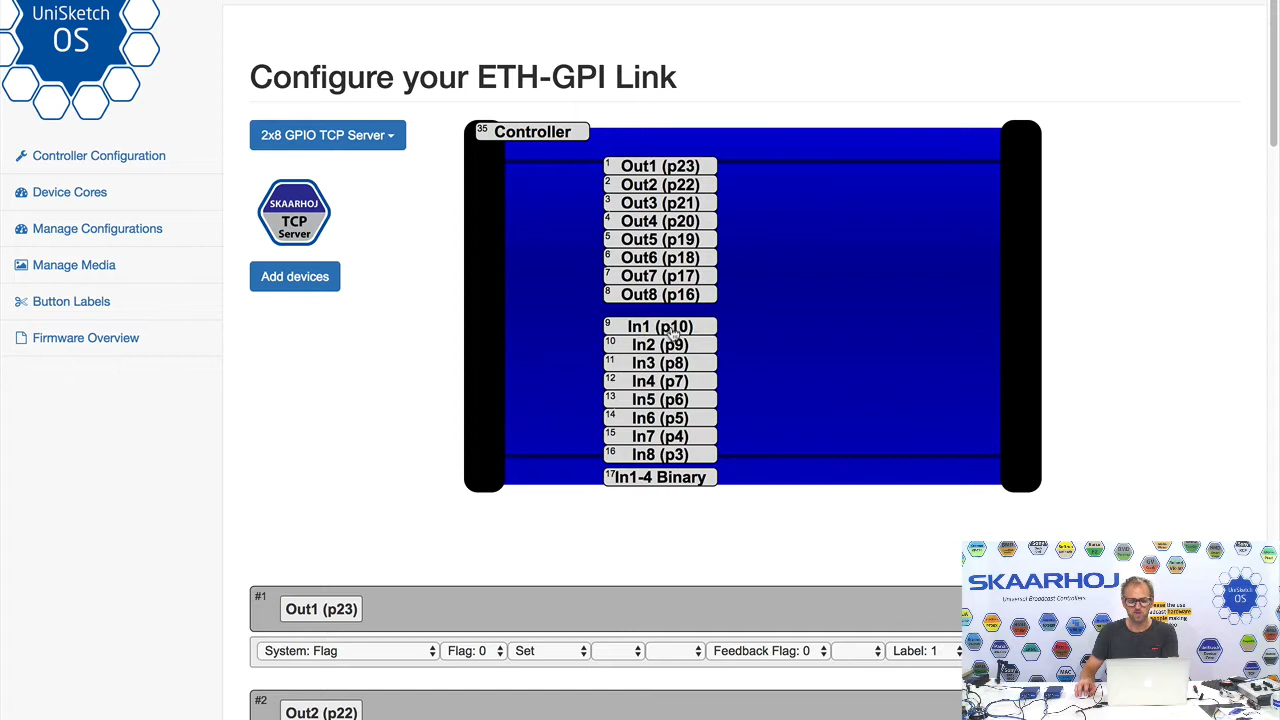 UniSketch
OS
Configure your ETH-GPI Link
2x8 GPIO TCP Server
SKAARHOJ
TCP
Server
Add devices
Controller Configuration
Device Cores
Manage Configurations
Manage Media
Button Labels
Firmware Overview
35 Controller
1 Out1 (p23)
2 Out2 (p22)
3 Out3 (p21)
4 Out4 (p20)
5 Out5 (p19)
6 Out6 (p18)
7 Out7 (p17)
8 Out8 (p16)
9 In1 (p10)
10 In2 (p9)
11 In3 (p8)
12 In4 (p7)
13 In5 (p6)
14 In6 (p5)
15 In7 (p4)
16 In8 (p3)
17 In1-4 Binary
#1
Out1 (p23)
System: Flag Flag: 0 Set Feedback Flag: 0 Label: 1
#2
Out2 (p22)
SKAARHOJ
Universal Broadcast Controllers
UniSketch
OS